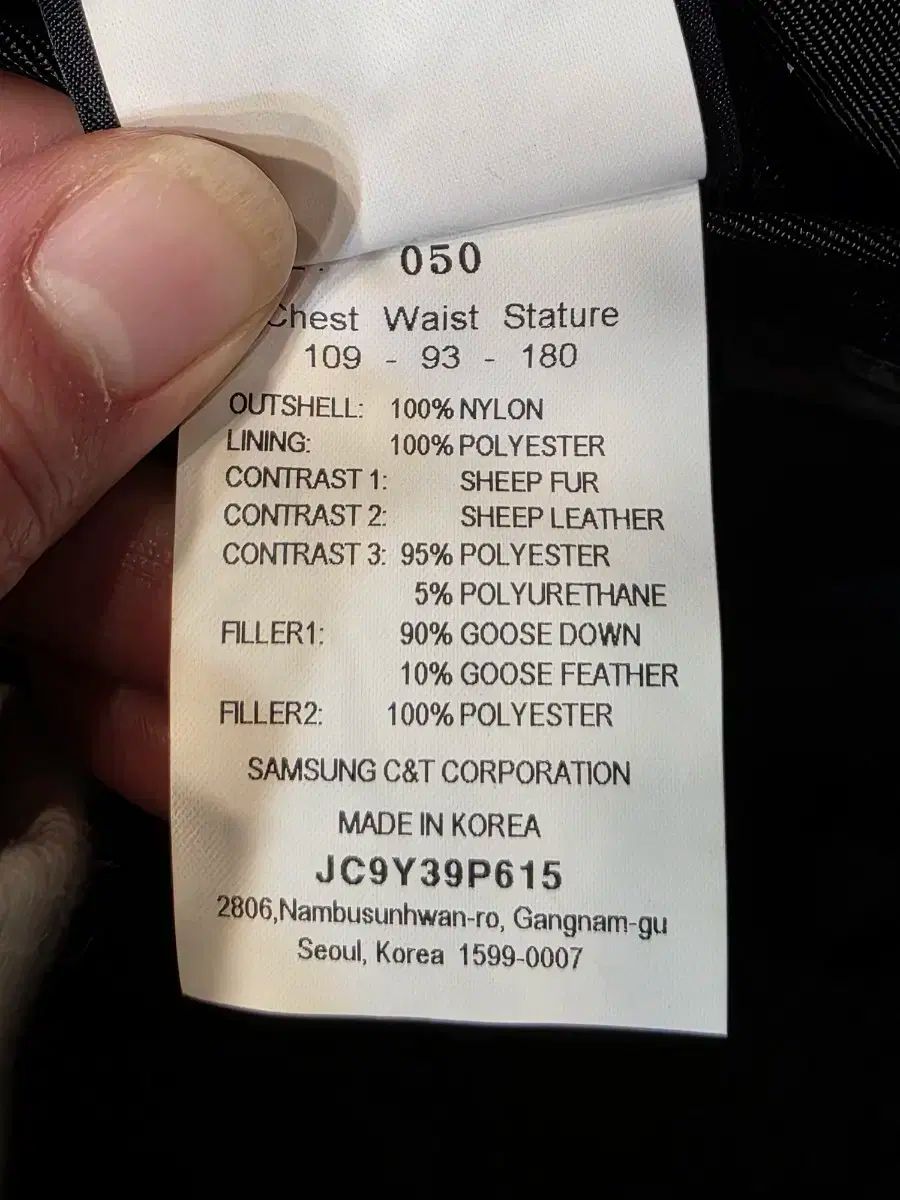 050
Chest Waist Stature
109 - 93 - 180
OUTSHELL: 100% NYLON
LINING: 100% POLYESTER
CONTRAST 1: SHEEP FUR
CONTRAST 2: SHEEP LEATHER
CONTRAST 3: 95% POLYESTER
5% POLYURETHANE
FILLER1: 90% GOOSE DOWN
10% GOOSE FEATHER
FILLER2: 100% POLYESTER
SAMSUNG C&T CORPORATION
MADE IN KOREA
JC9Y39P615
2806,Nambusunhwan-ro, Gangnam-gu
Seoul, Korea 1599-0007